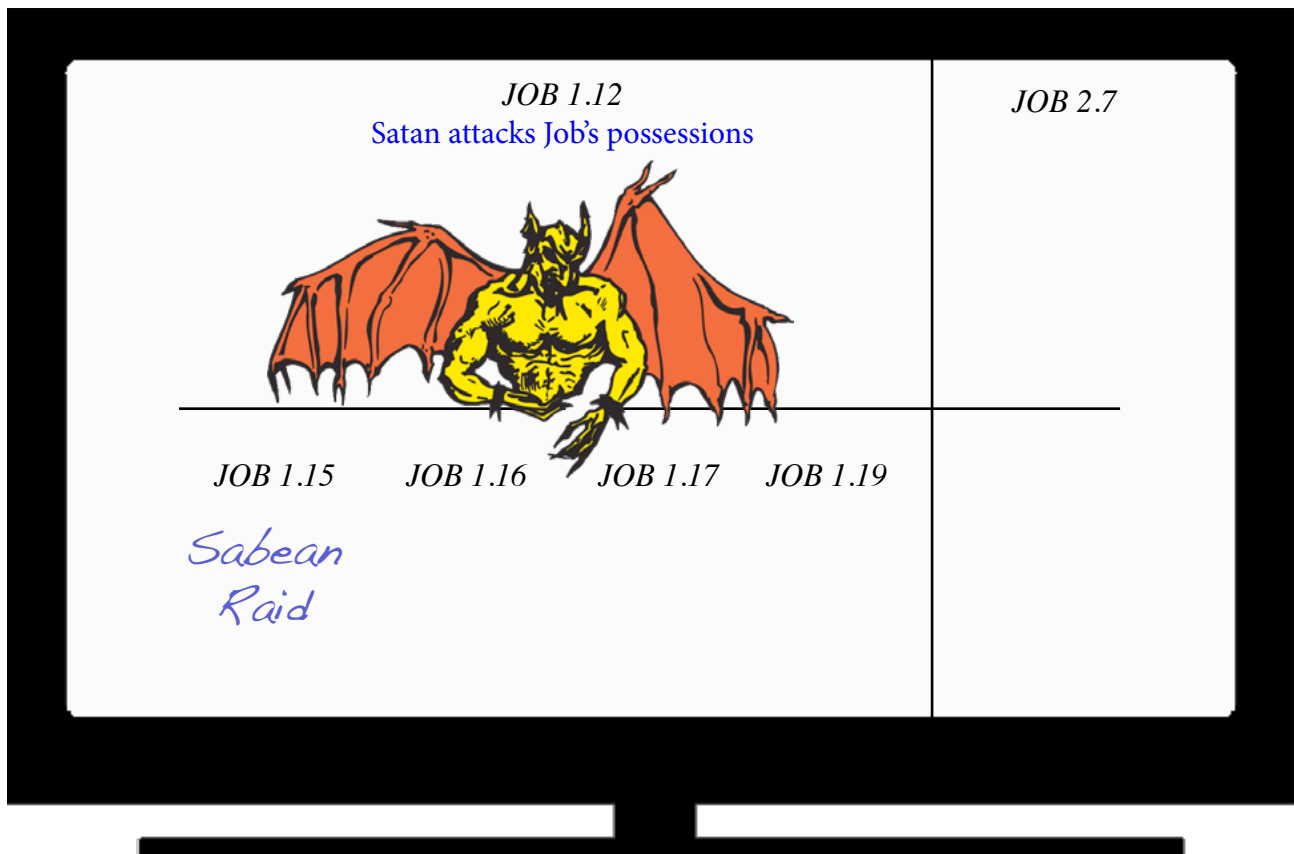 JOB 1.12
Satan attacks Job's possessions
JOB 2.7
JOB 1.15
JOB 1.16
JOB 1.17
JOB 1.19
Sabean
Raid